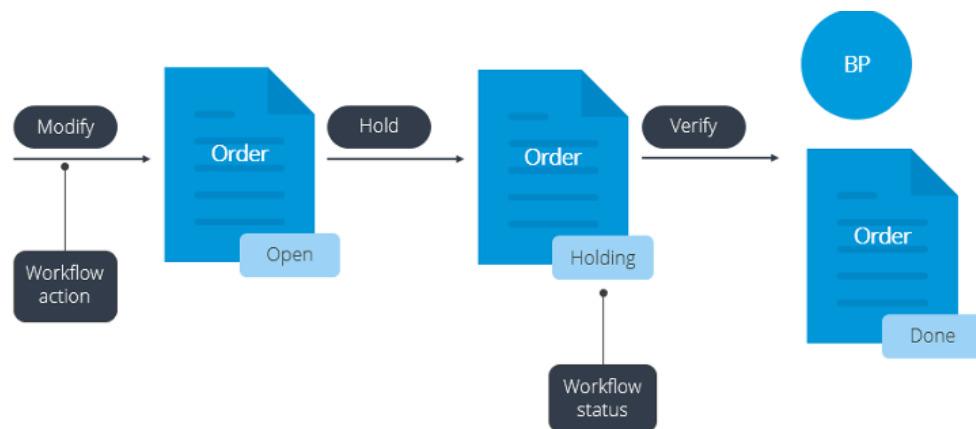 BP
Modify
Hold
Verify
Order
Order
Order
Open
Holding
Workflow
action
Done
Workflow
status